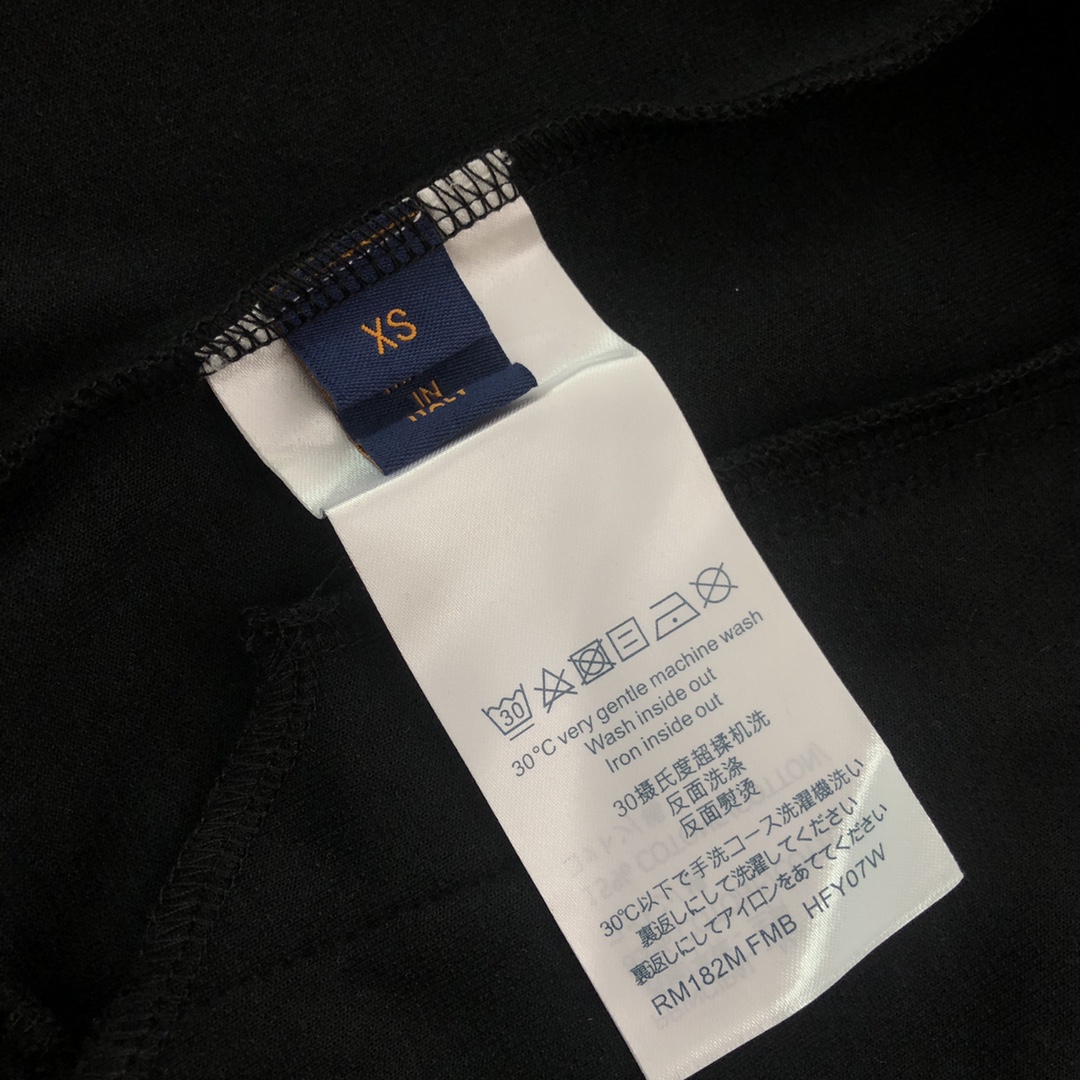 XS
IN
30
30°C very gentle machine wash
Wash inside out
Iron inside out
30摄氏度超揉机洗
反面洗涤
反面熨烫
30℃以下で手洗コース洗濯機洗い
裏返しにして洗濯してください
裏返しにしてアイロンをあててください
RM182M FMB HFY07W